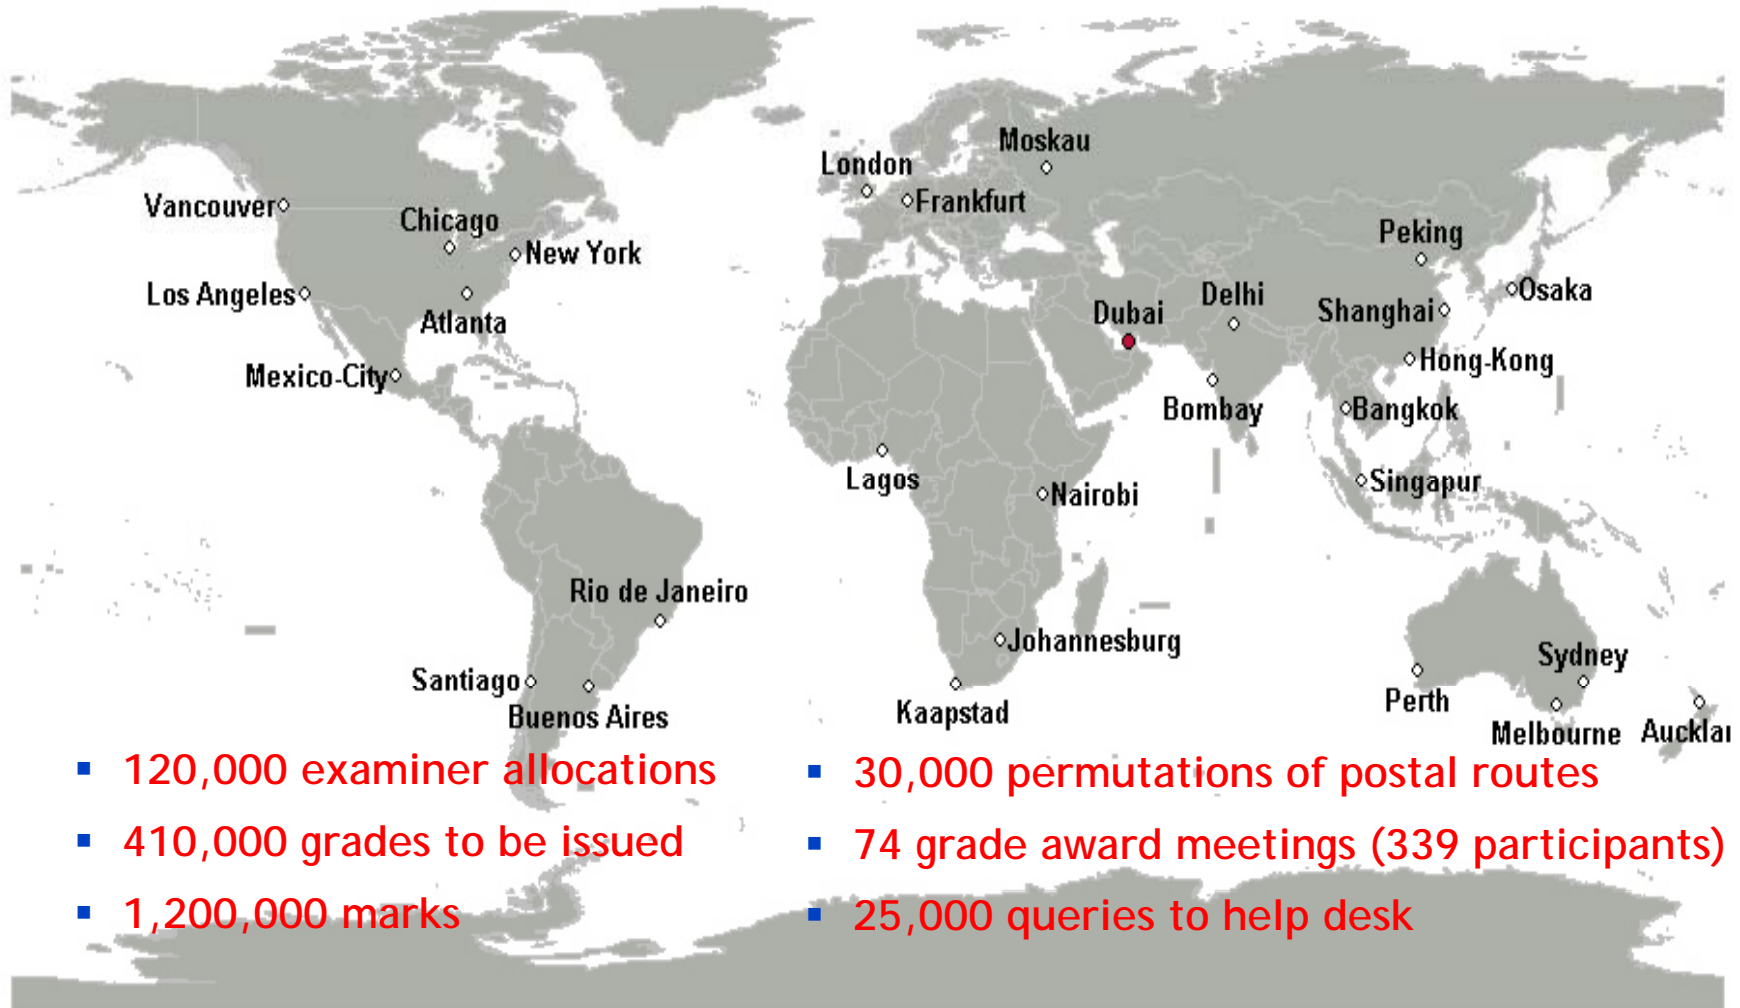 Moskau
London
Frankfurt
Vancouver
Chicago
New York
Peking
Los Angeles
Atlanta
Delhi
Osaka
Dubai
Shanghai
Hong-Kong
Mexico-City
Bombay
Bangkok
Lagos
Nairobi
Singapur
Rio de Janeiro
Johannesburg
Sydney
Santiago
Perth
Buenos Aires
Kaapstad
Melbourne
Aucklaı
▪ 120,000 examiner allocations
▪ 410,000 grades to be issued
▪ 1,200,000 marks
▪ 30,000 permutations of postal routes
▪ 74 grade award meetings (339 participants)
▪ 25,000 queries to help desk